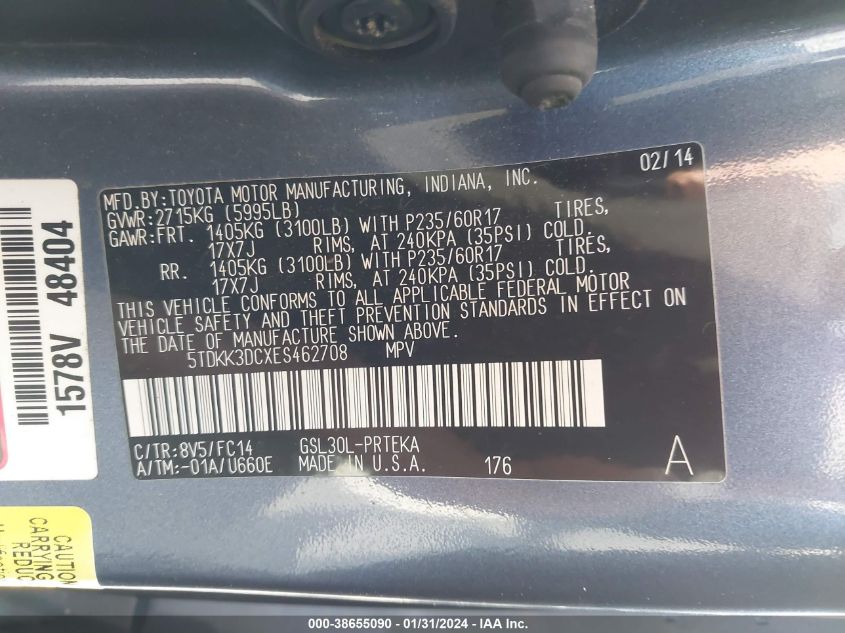 02/14
MFD.BY:TOYOTA MOTOR MANUFACTURING, INDIANA, INC.
GVWR:2715KG (5995LB)
GAWR:FRT. 1405KG (3100LB) WITH P235/60R17 TIRES,
17X7J RIMS, AT 240KPA (35PSI) COLD.
RR. 1405KG (3100LB) WITH P235/60R17 TIRES,
17X7J RIMS, AT 240KPA (35PSI) COLD.
THIS VEHICLE CONFORMS TO ALL APPLICABLE FEDERAL MOTOR
VEHICLE SAFETY AND THEFT PREVENTION STANDARDS IN EFFECT ON
THE DATE OF MANUFACTURE SHOWN ABOVE.
5TDKK3DCXES462708 MPV
C/TR:8V5/FC14 GSL30L-PRTEKA
A/TM:-01A/U660E MADE IN U.S.A. 176 A
1578V 48404
CAUTION
CARRYING
REDUC
000-38655090 - 01/31/2024 - IAA Inc.